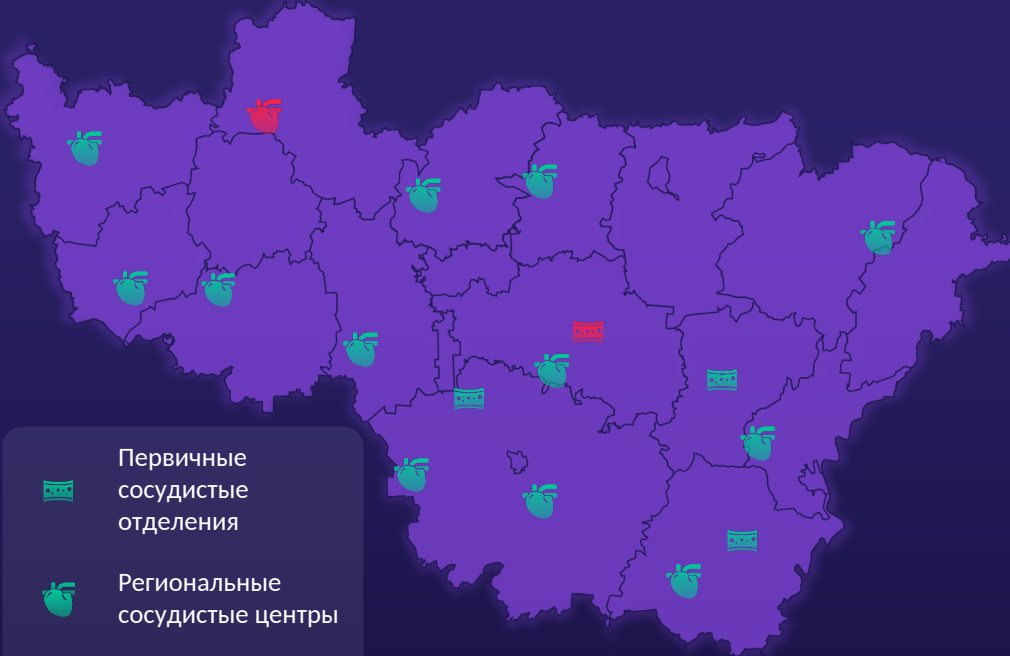 Первичные
сосудистые
отделения
Региональные
сосудистые центры